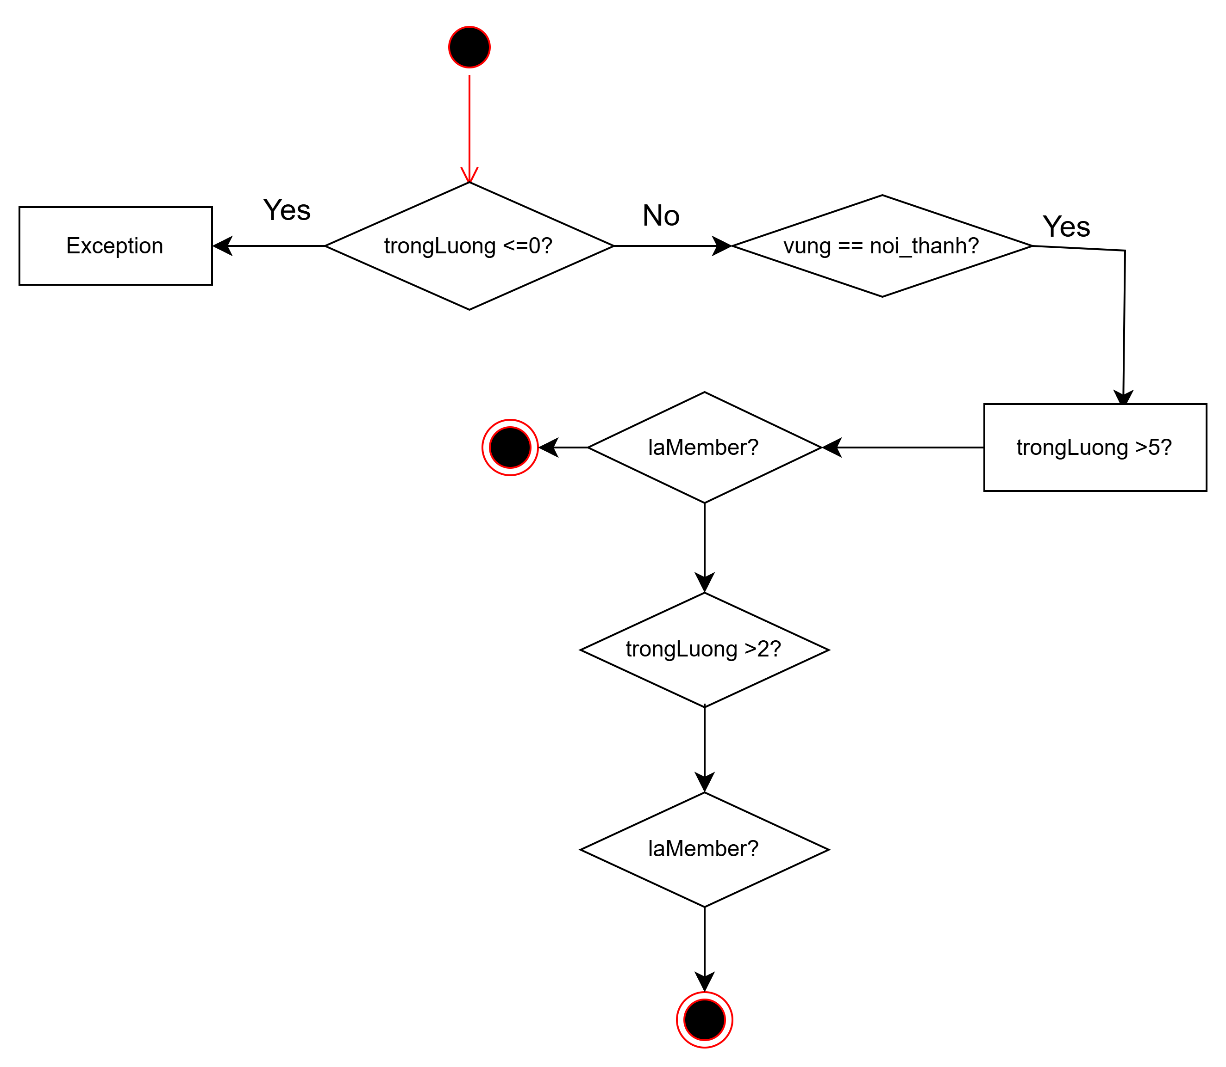 Yes
No
Yes
Exception
trongLuong <=0?
vung == noi_thanh?
laMember?
trongLuong >5?
trongLuong >2?
laMember?